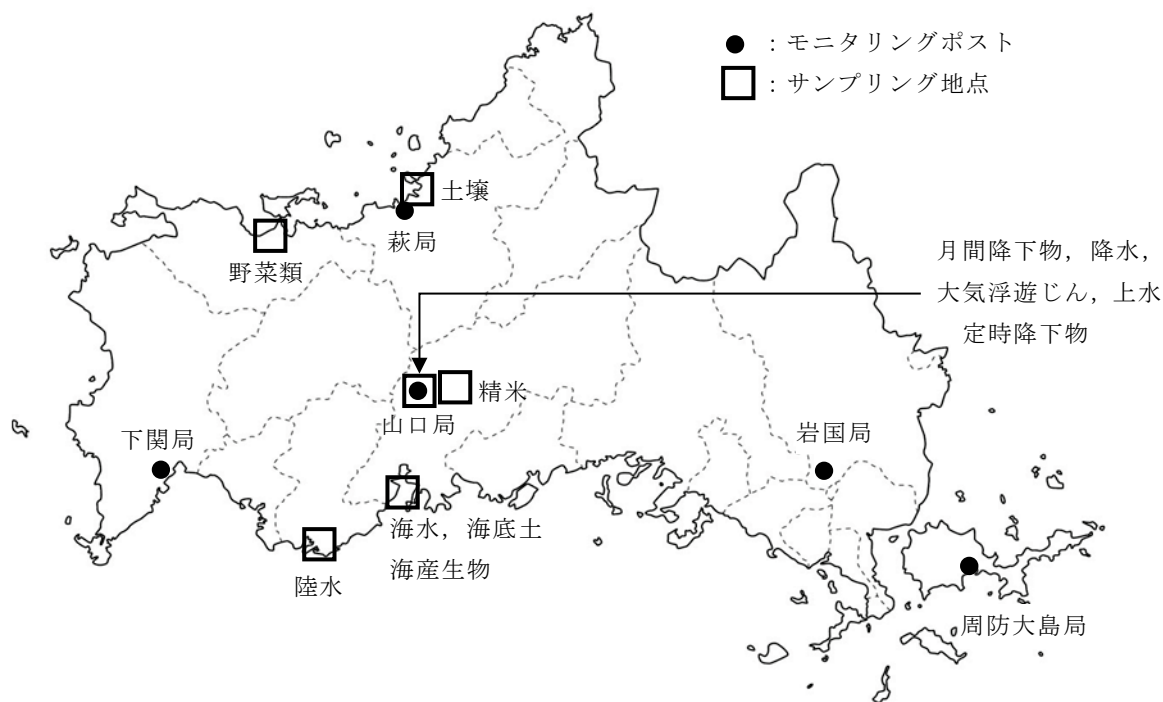 ：モニタリングポスト
：サンプリング地点
土壌
萩局
野菜類
月間降下物，降水，
大気浮遊じん，上水
定時降下物
精米
山口局
下関局
岩国局
海水，海底土
海産生物
陸水
周防大島局